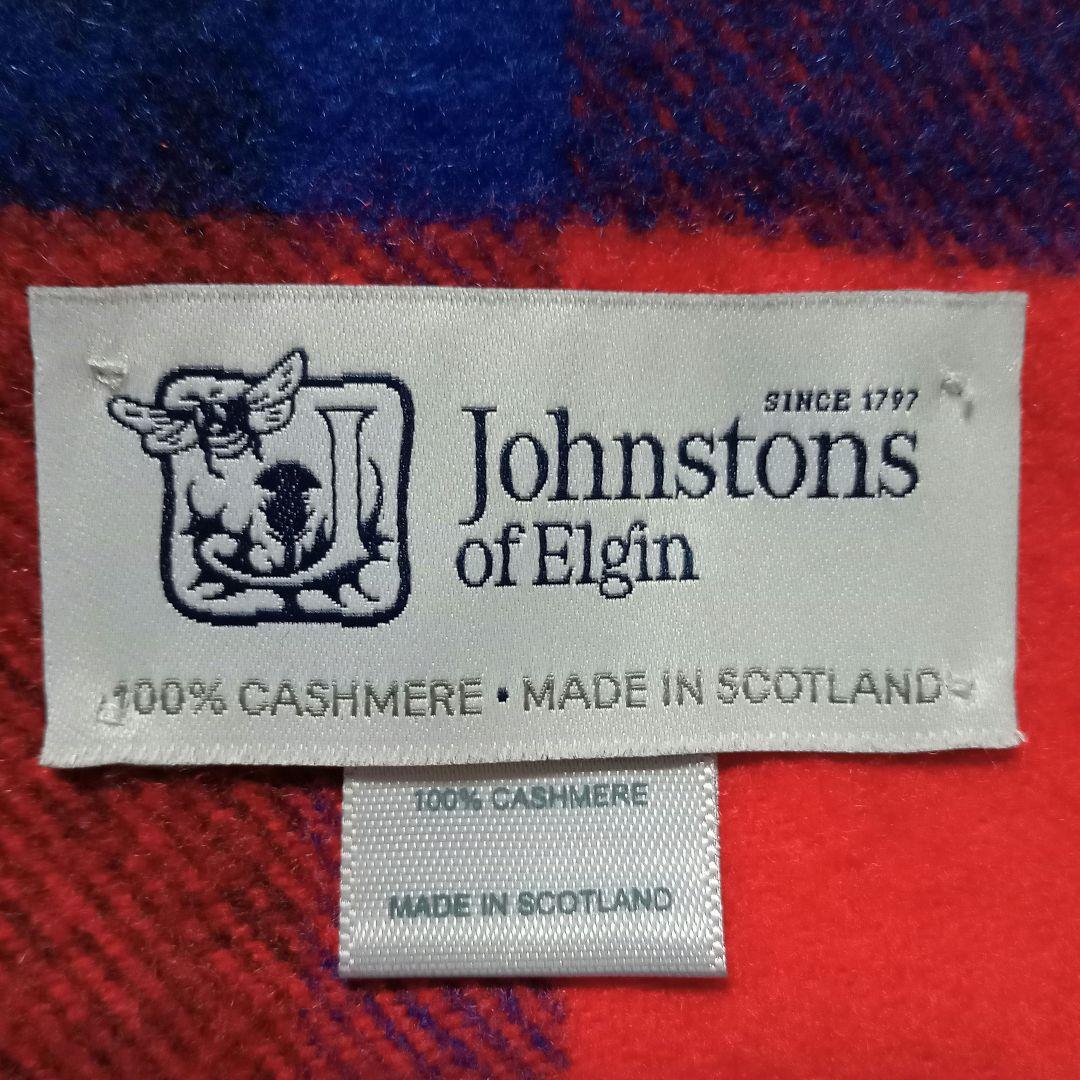 SINCE 1797
Johnstons
of Elgin
100% CASHMERE • MADE IN SCOTLAND
100% CASHMERE
MADE IN SCOTLAND